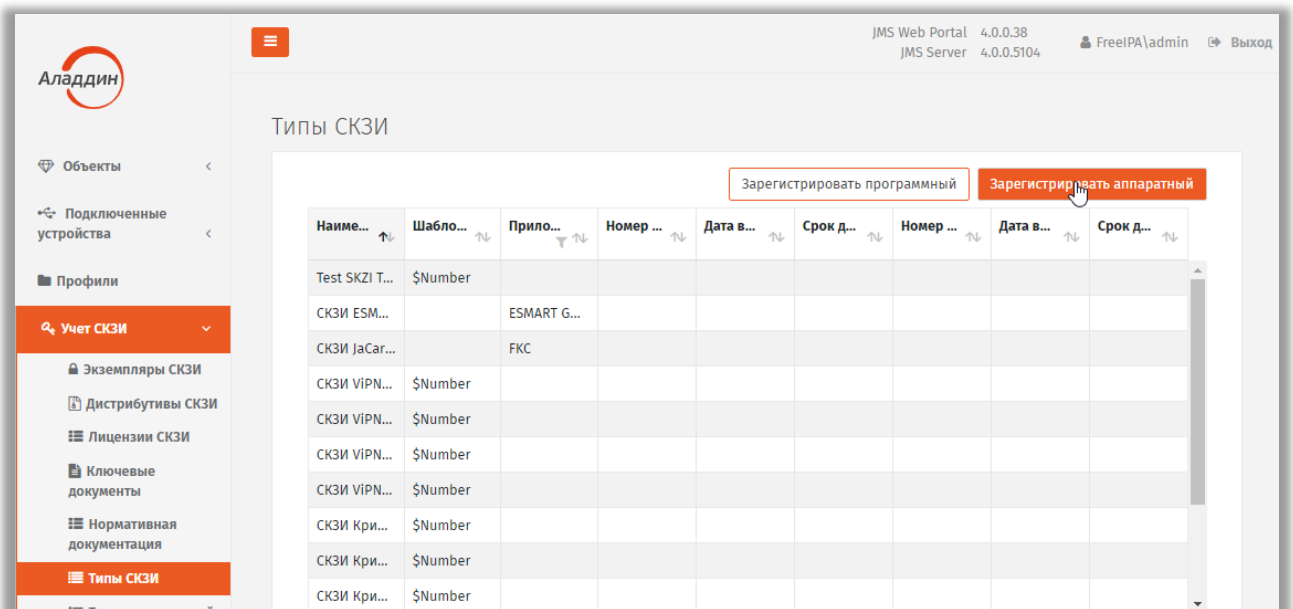 JMS Web Portal 4.0.0.38
JMS Server 4.0.0.5104
FreeIPA\admin
Выход
Аладдин
Типы СКЗИ
Объекты
Подключенные
устройства
Профили
Учет СКЗИ
Экземпляры СКЗИ
Дистрибутивы СКЗИ
Лицензии СКЗИ
Ключевые
документы
Нормативная
документация
Типы СКЗИ
Зарегистрировать программный
Зарегистрировать аппаратный
Наиме... Шабло... Прило... Номер ... Дата в... Срок д... Номер ... Дата в... Срок д...
Test SKZI T... $Number
СКЗИ ESM... ESMART G...
СКЗИ JaCar... FKC
СКЗИ ViPN... $Number
СКЗИ ViPN... $Number
СКЗИ ViPN... $Number
СКЗИ ViPN... $Number
СКЗИ Кри... $Number
СКЗИ Кри... $Number
СКЗИ Кри... $Number